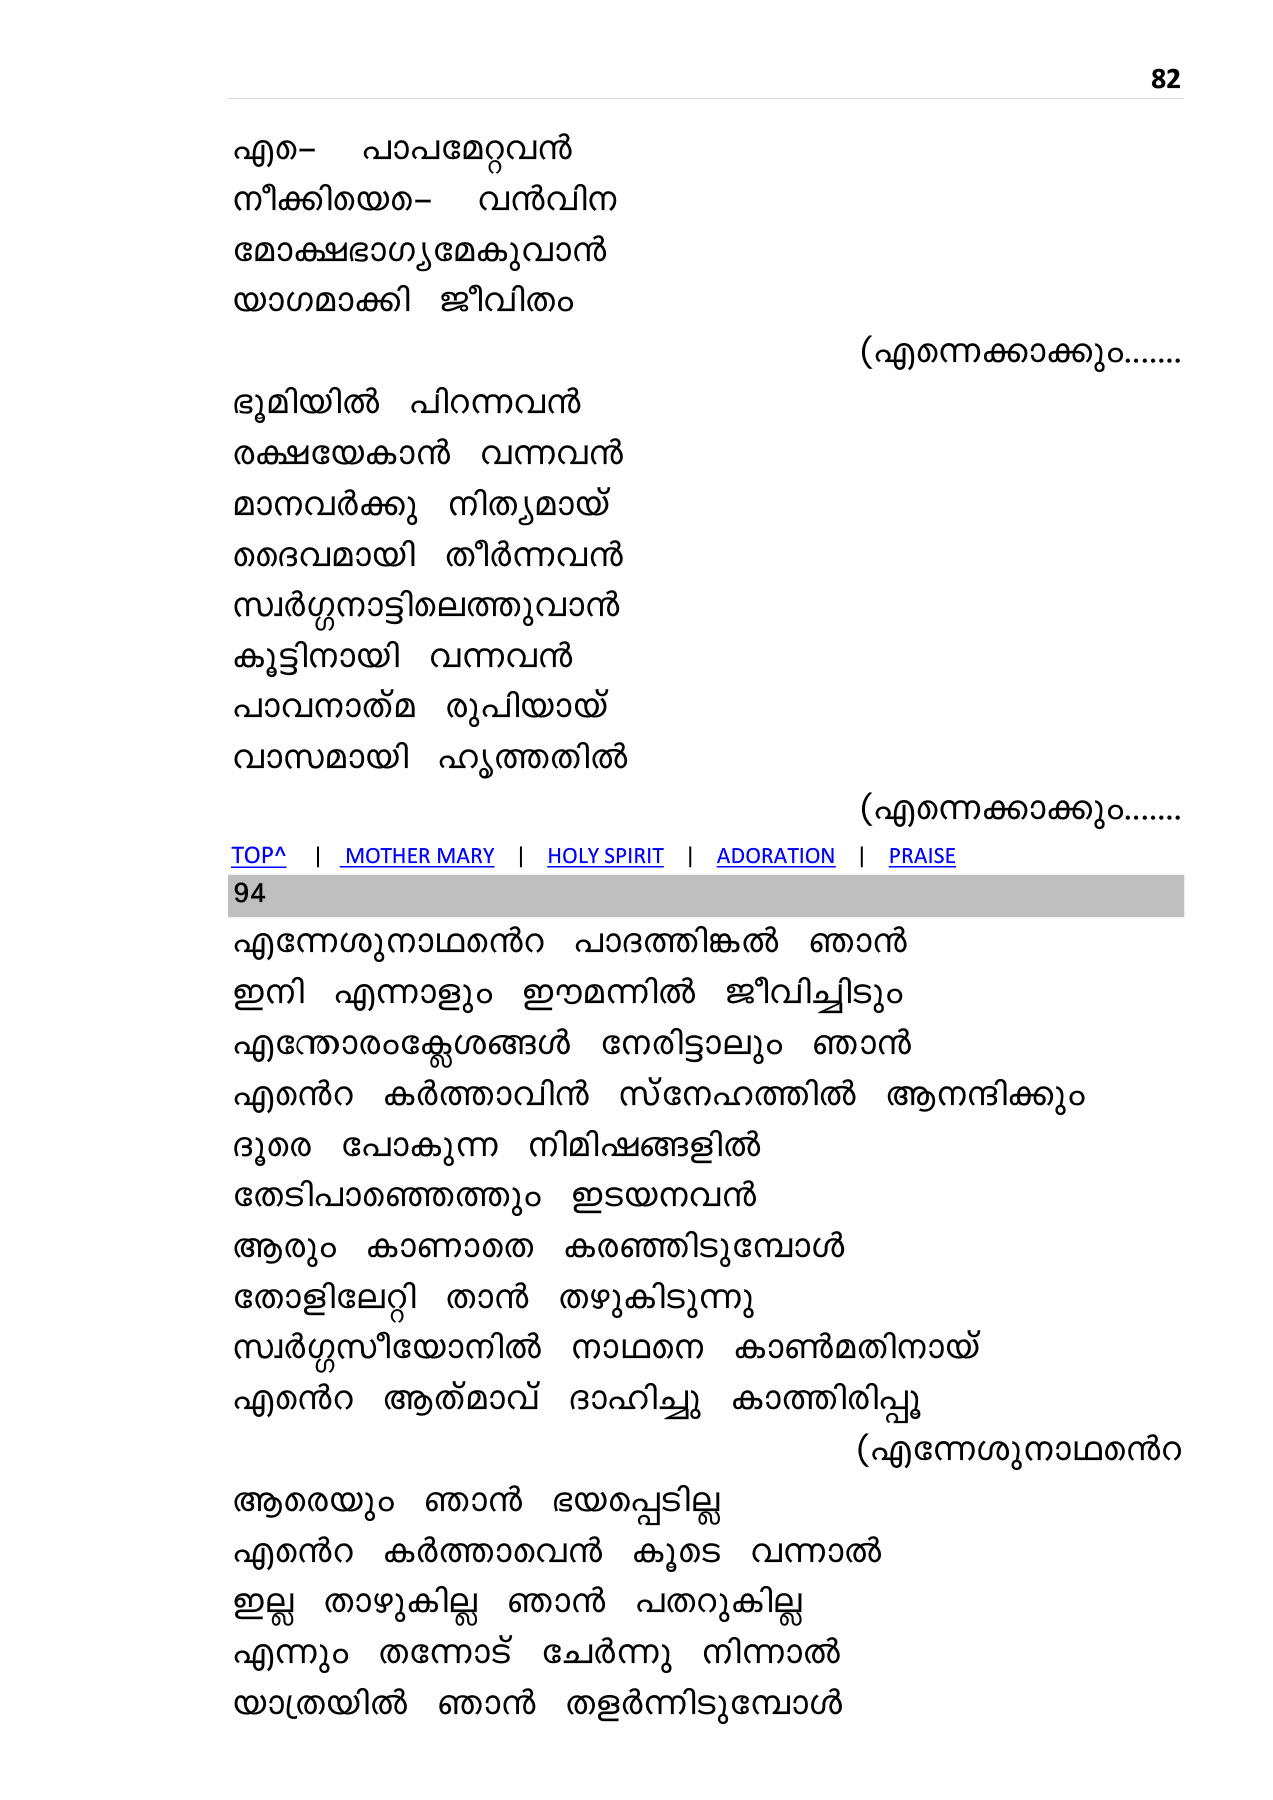 82
എെ– പാപമേറ്റവൻ
നീക്കിയെെ– വൻവിന
മോക്ഷഭാഗ്യമേകുവാൻ
യാഗമാക്കി ജീവിതം
(എന്നെക്കാക്കും.......
ഭൂമിയിൽ പിറന്നവൻ
രക്ഷയേകാൻ വന്നവൻ
മാനവർക്കു നിത്യമായ്
ദൈവമായി തീർന്നവൻ
സ്വർഗ്ഗനാട്ടിലെത്തുവാൻ
കൂട്ടിനായി വന്നവൻ
പാവനാത്‌മ രുപിയായ്
വാസമായി ഹൃത്തതിൽ
(എന്നെക്കാക്കും.......
TOP^ | MOTHER MARY | HOLY SPIRIT | ADORATION | PRAISE
94
എന്നേശുനാഥൻെറ പാദത്തിങ്കൽ ഞാൻ
ഇനി എന്നാളും ഈമന്നിൽ ജീവിച്ചിടും
എന്തോരംക്ലേശങ്ങൾ നേരിട്ടാലും ഞാൻ
എൻെറ കർത്താവിൻ സ്നേഹത്തിൽ ആനന്ദിക്കും
ദൂരെ പോകുന്ന നിമിഷങ്ങളിൽ
തേടിപാഞ്ഞെത്തും ഇടയനവൻ
ആരും കാണാതെ കരഞ്ഞിടുമ്പോൾ
തോളിലേറ്റി താൻ തഴുകിടുന്നു
സ്വർഗ്ഗസീയോനിൽ നാഥനെ കാൺമതിനായ്
എൻെറ ആത്‌മാവ് ദാഹിച്ചു കാത്തിരിപ്പൂ
(എന്നേശുനാഥൻെറ
ആരെയും ഞാൻ ഭയപ്പെടില്ല
എൻെറ കർത്താവെൻ കൂടെ വന്നാൽ
ഇല്ല താഴുകില്ല ഞാൻ പതറുകില്ല
എന്നും തന്നോട് ചേർന്നു നിന്നാൽ
യാത്രയിൽ ഞാൻ തളർന്നിടുമ്പോൾ